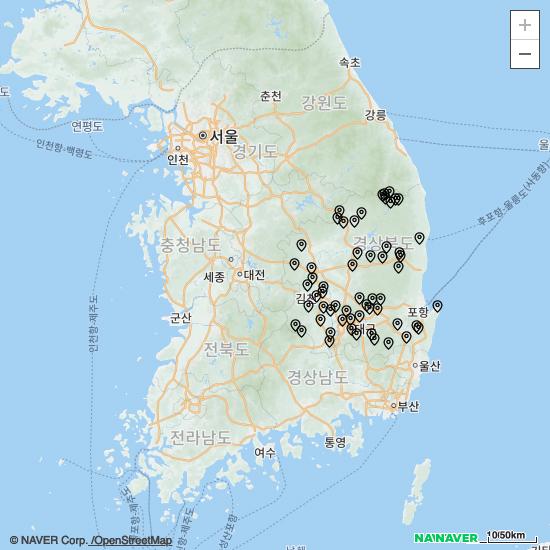 속초
춘천
강원도
강릉
도
연평도
서울
인천항-백령도
인천
경기도
울
후포항-울릉도(사동항)
충청남도
경상북도
세종
대전
인천항-제주도
김천
포항
군산
대구
전북도
경상남도
울산
부산
전라남도
여수
통영
© NAVER Corp. /OpenStreetMap
NAVER
10/50km